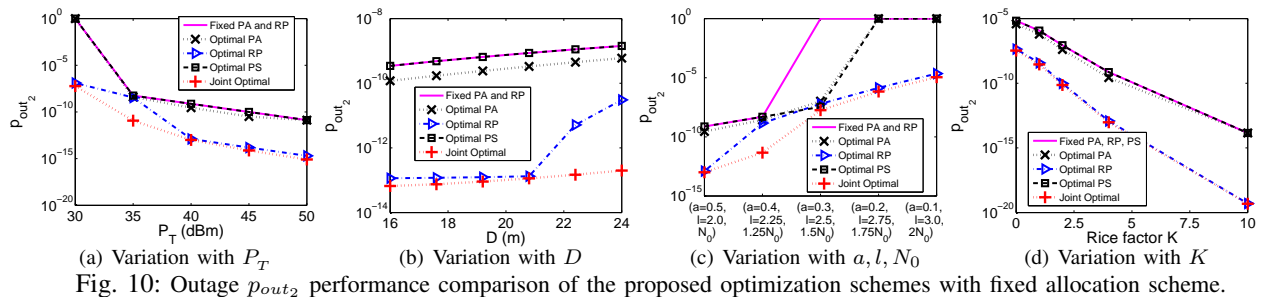 10^0
10^-5
10^-10
10^-15
10^-20
p_out_2
30 35 40 45 50
P_T (dBm)
Fixed PA and RP
Optimal PA
Optimal RP
Optimal PS
Joint Optimal
(a) Variation with P_T
10^-8
10^-10
10^-12
10^-14
p_out_2
16 18 20 22 24
D (m)
Fixed PA and RP
Optimal PA
Optimal RP
Optimal PS
Joint Optimal
(b) Variation with D
10^0
10^-5
10^-10
10^-15
p_out_2
Fixed PA and RP
Optimal PA
Optimal RP
Optimal PS
Joint Optimal
(a=0.5, (a=0.4, (a=0.3, (a=0.2, (a=0.1,
l=2.0, l=2.25, l=2.5, l=2.75, l=3.0,
N_0) 1.25N_0) 1.5N_0) 1.75N_0) 2N_0)
(c) Variation with a, l, N_0
10^-5
10^-10
10^-15
10^-20
p_out_2
Fixed PA, RP, PS
Optimal PA
Optimal PS
Optimal RP
Joint Optimal
0 2.5 5 7.5 10
Rice factor K
(d) Variation with K
Fig. 10: Outage p_out_2 performance comparison of the proposed optimization schemes with fixed allocation scheme.